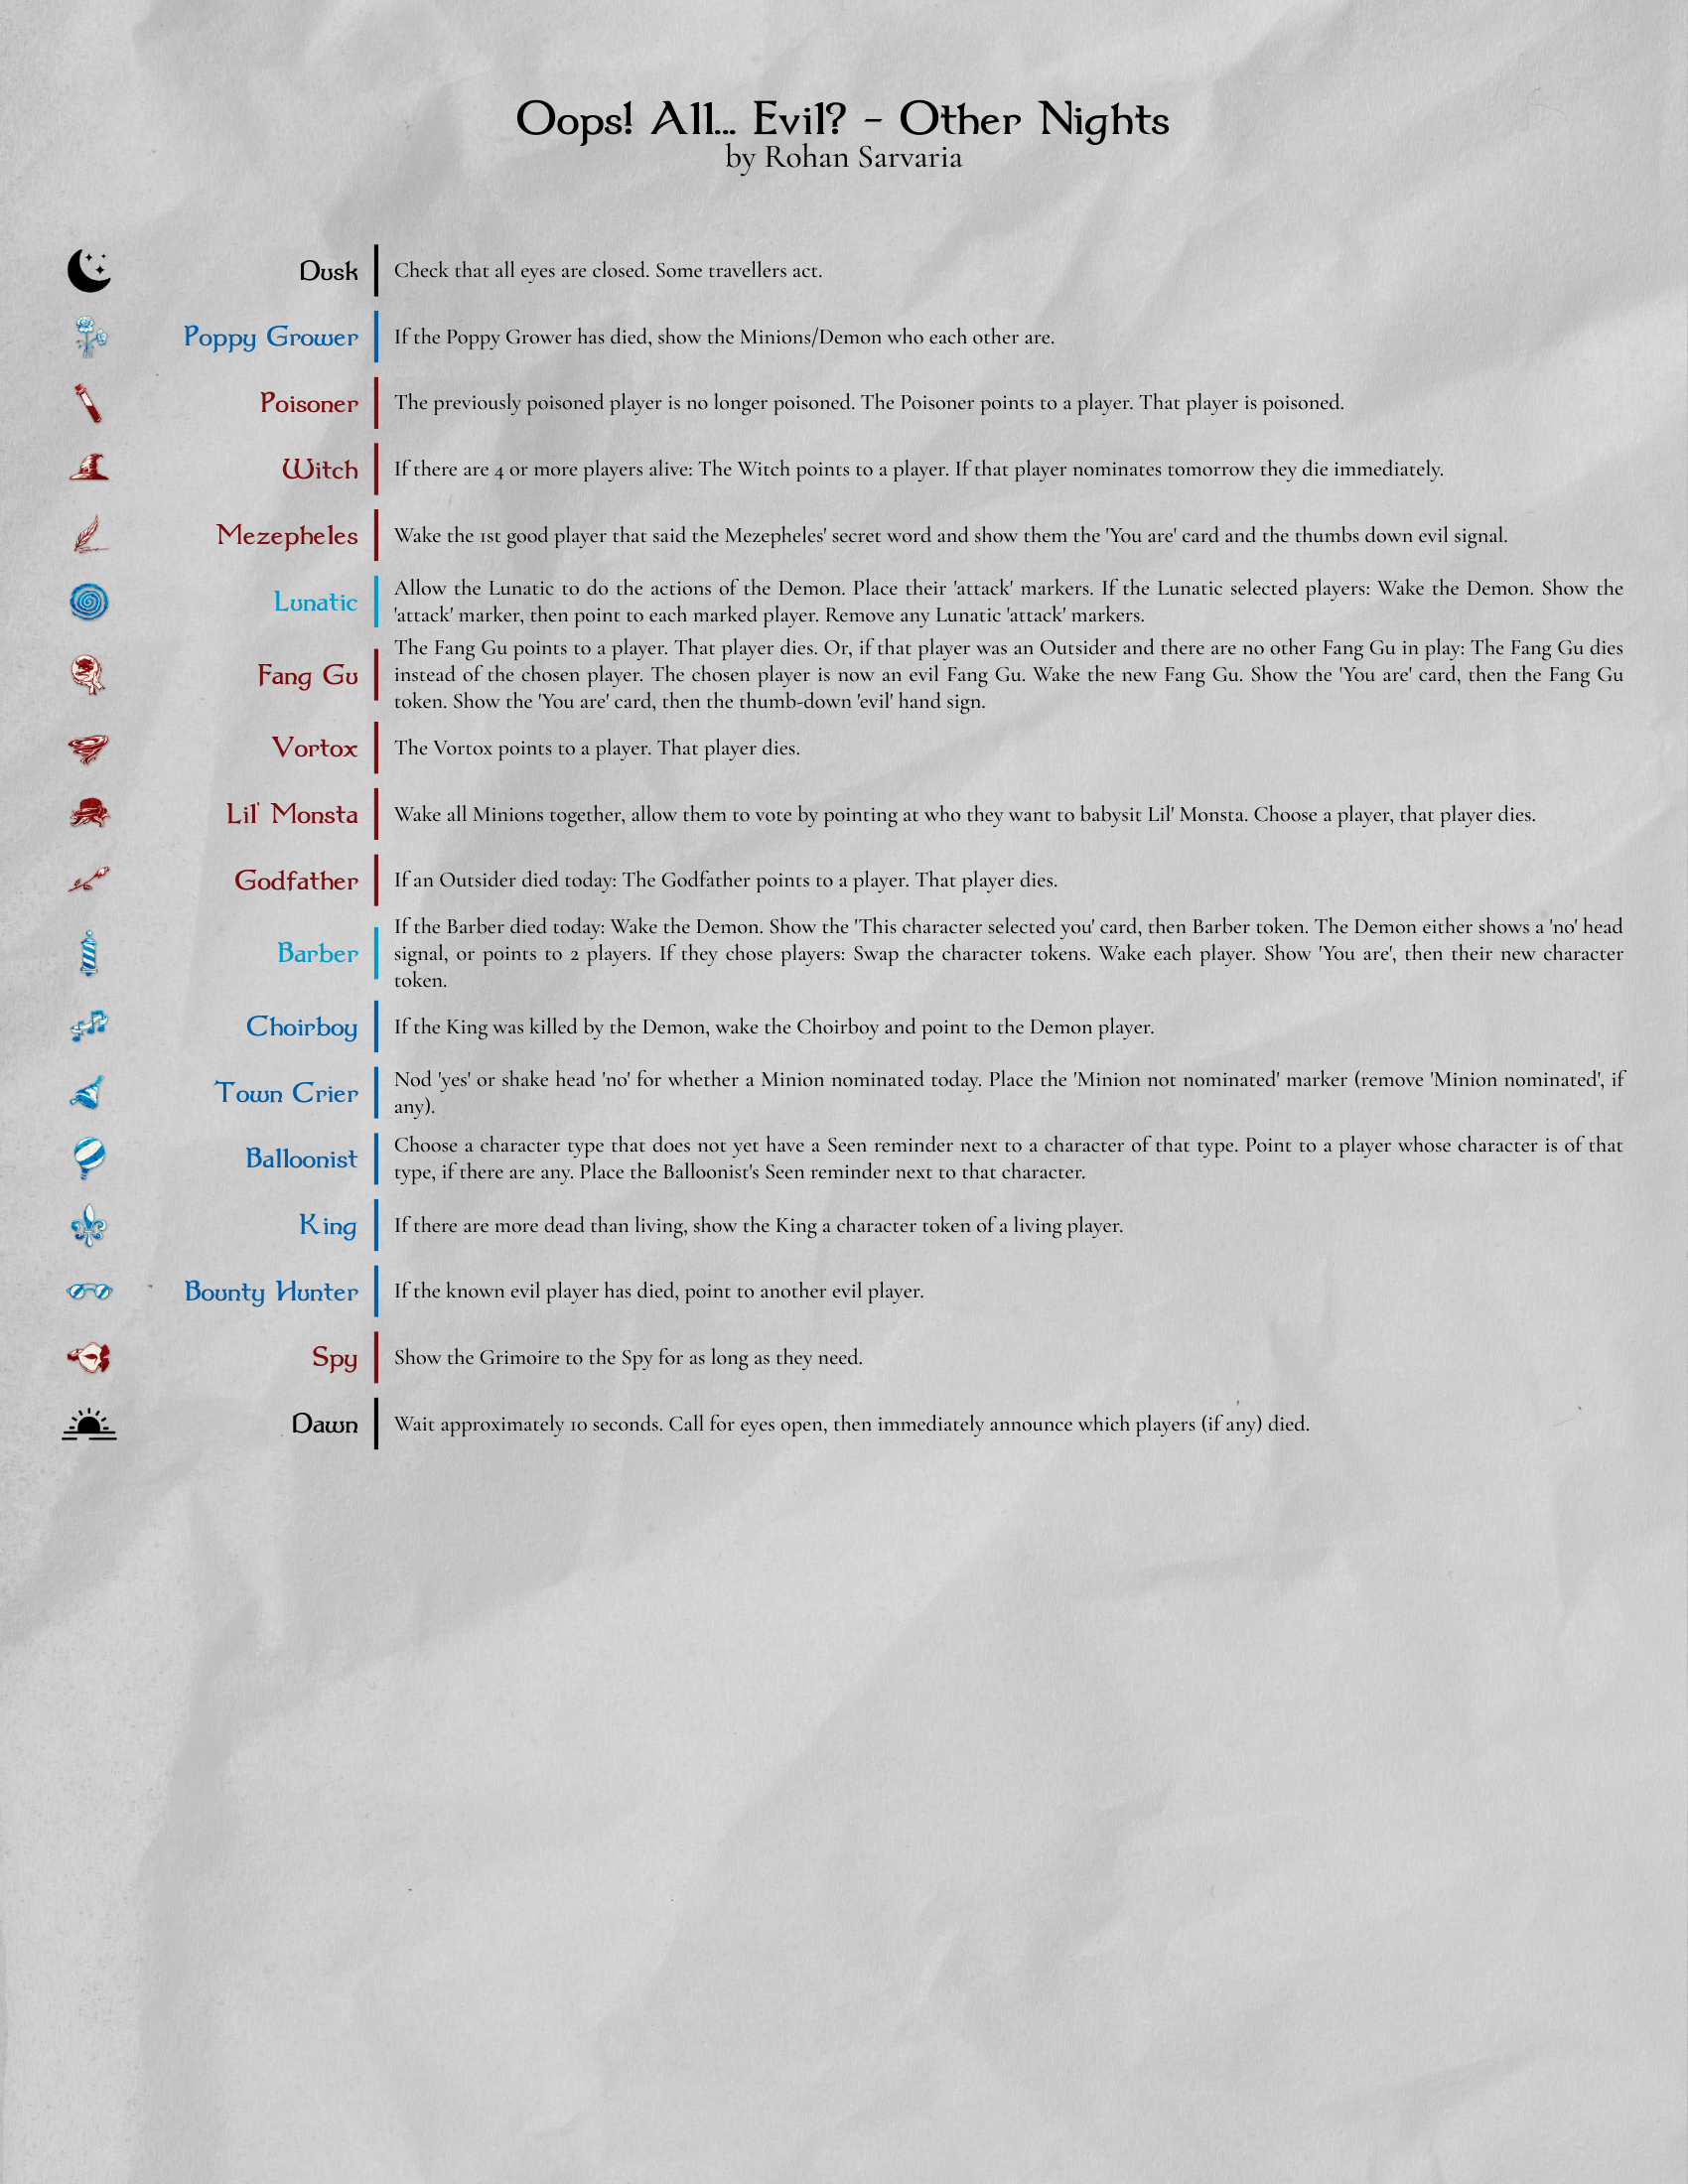 Oops! All... Evil? - Other Nights
by Rohan Sarvaria
Dusk
Check that all eyes are closed. Some travellers act.
Poppy Grower
If the Poppy Grower has died, show the Minions/Demon who each other are.
Poisoner
The previously poisoned player is no longer poisoned. The Poisoner points to a player. That player is poisoned.
Witch
If there are 4 or more players alive: The Witch points to a player. If that player nominates tomorrow they die immediately.
Mezepheles
Wake the 1st good player that said the Mezepheles' secret word and show them the 'You are' card and the thumbs down evil signal.
Lunatic
Allow the Lunatic to do the actions of the Demon. Place their 'attack' markers. If the Lunatic selected players: Wake the Demon. Show the
'attack' marker, then point to each marked player. Remove any Lunatic 'attack' markers.
Fang Gu
The Fang Gu points to a player. That player dies. Or, if that player was an Outsider and there are no other Fang Gu in play: The Fang Gu dies
instead of the chosen player. The chosen player is now an evil Fang Gu. Wake the new Fang Gu. Show the 'You are' card, then the Fang Gu
token. Show the 'You are' card, then the thumb-down 'evil' hand sign.
Vortox
The Vortox points to a player. That player dies.
Lil' Monsta
Wake all Minions together, allow them to vote by pointing at who they want to babysit Lil' Monsta. Choose a player, that player dies.
Godfather
If an Outsider died today: The Godfather points to a player. That player dies.
Barber
If the Barber died today: Wake the Demon. Show the 'This character selected you' card, then Barber token. The Demon either shows a 'no' head
signal, or points to 2 players. If they chose players: Swap the character tokens. Wake each player. Show 'You are', then their new character
token.
Choirboy
If the King was killed by the Demon, wake the Choirboy and point to the Demon player.
Town Crier
Nod 'yes' or shake head 'no' for whether a Minion nominated today. Place the 'Minion not nominated' marker (remove 'Minion nominated', if
any).
Balloonist
Choose a character type that does not yet have a Seen reminder next to a character of that type. Point to a player whose character is of that
type, if there are any. Place the Balloonist's Seen reminder next to that character.
King
If there are more dead than living, show the King a character token of a living player.
Bounty Hunter
If the known evil player has died, point to another evil player.
Spy
Show the Grimoire to the Spy for as long as they need.
Dawn
Wait approximately 10 seconds. Call for eyes open, then immediately announce which players (if any) died.